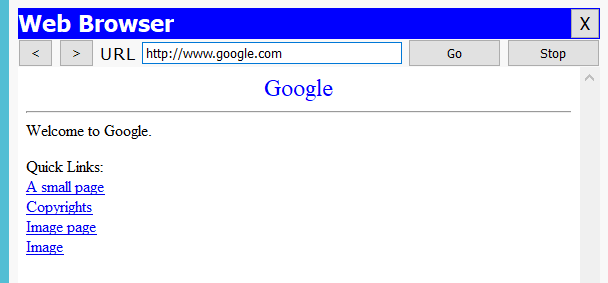 Web Browser X
< > URL http://www.google.com Go Stop
Google
Welcome to Google.
Quick Links:
A small page
Copyrights
Image page
Image